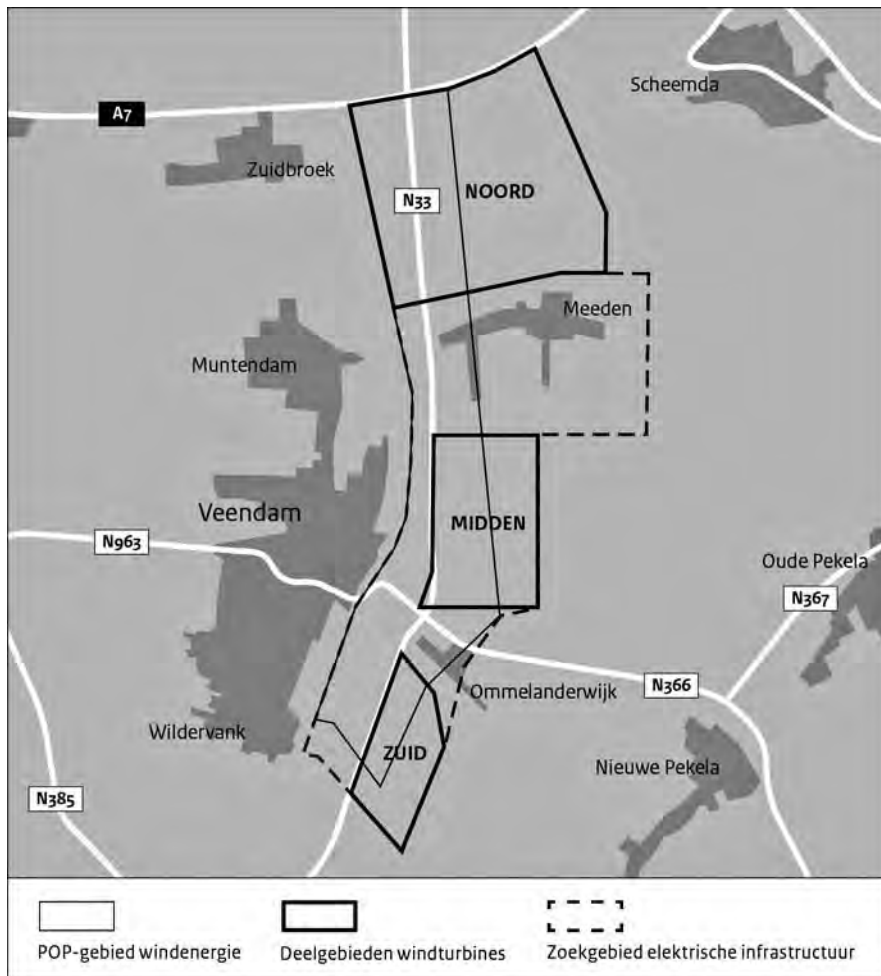 Scheemda
A7
Zuidbroek
N33
NOORD
Meeden
Muntendam
Veendam
MIDDEN
N963
Oude Pekela
N367
Ommelanderwijk
N366
Wildervank
ZUID
Nieuwe Pekela
N385
POP-gebied windenergie
Deelgebieden windturbines
Zoekgebied elektrische infrastructuur